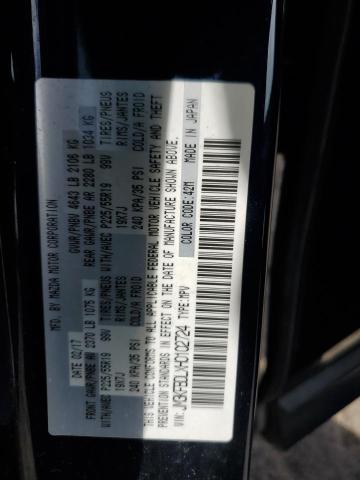 MFD. BY MAZDA MOTOR CORPORATION
DATE: 02/17 GVWR/PNBV 4643 LB 2106 KG
FRONT GAWR/PNBE AV 2370 LB 1075 KG REAR GAWR/PNBE AR 2280 LB 1034 KG
WITH/AVEC P225/55R19 99V TIRES/PNEUS WITH/AVEC P225/55R19 99V TIRES/PNEUS
19X7J RIMS/JANTES 19X7J RIMS/JANTES
240 KPA/35 PSI COLD/A FROID 240 KPA/35 PSI COLD/A FROID
THIS VEHICLE CONFORMS TO ALL APPLICABLE FEDERAL MOTOR VEHICLE SAFETY AND THEFT
PREVENTION STANDARDS IN EFFECT ON THE DATE OF MANUFACTURE SHOWN ABOVE.
TYPE:MPV COLOR CODE:42M MADE IN JAPAN